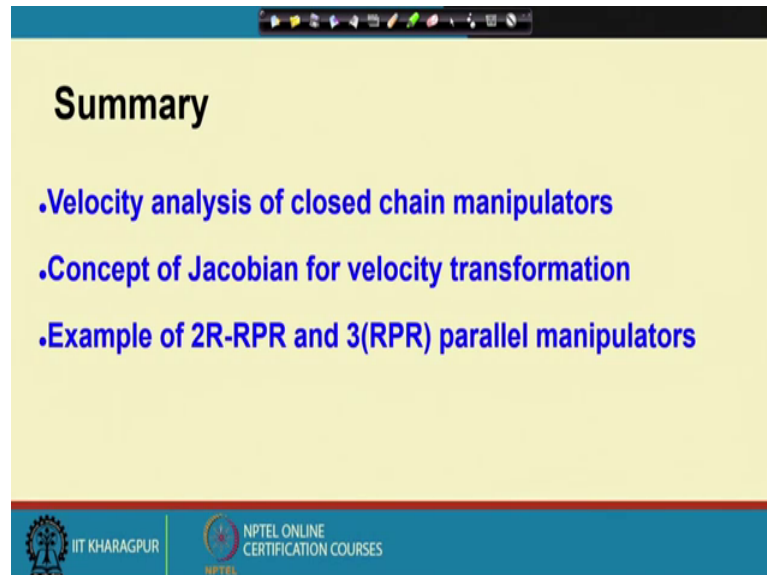 Summary
•Velocity analysis of closed chain manipulators
•Concept of Jacobian for velocity transformation
•Example of 2R-RPR and 3(RPR) parallel manipulators
IIT KHARAGPUR
NPTEL
NPTEL ONLINE
CERTIFICATION COURSES